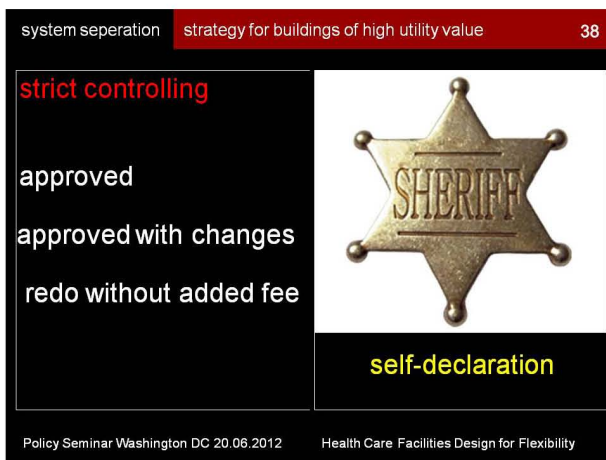 system seperation strategy for buildings of high utility value 38
strict controlling
approved
approved with changes
redo without added fee
SHERIFF
self-declaration
Policy Seminar Washington DC 20.06.2012 Health Care Facilities Design for Flexibility